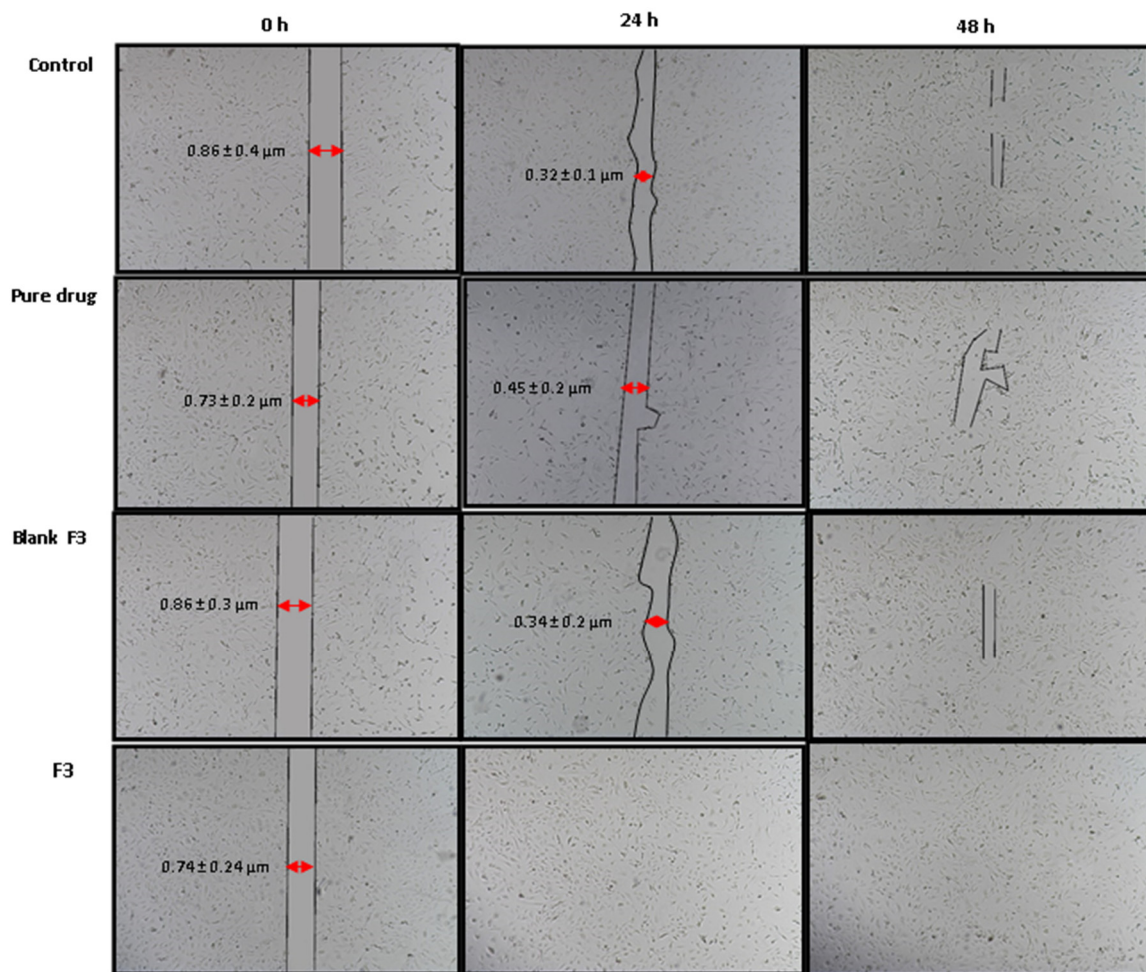 0 h
24 h
48 h
Control
0.86±0.4 µm
0.32±0.1 µm
Pure drug
0.73±0.2 µm
0.45±0.2 µm
Blank F3
0.86±0.3 µm
0.34±0.2 µm
F3
0.74±0.24 µm